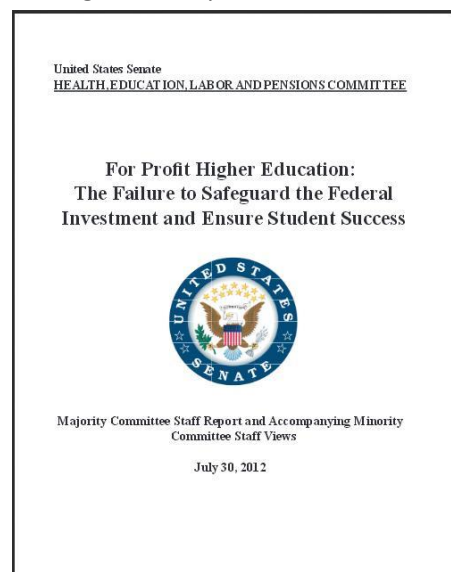 United States Senate
HEALTH, EDUCATION, LABOR AND PENSIONS COMMITTEE
For Profit Higher Education:
The Failure to Safeguard the Federal
Investment and Ensure Student Success
UNITED STATES
SENATE
Majority Committee Staff Report and Accompanying Minority
Committee Staff Views
July 30, 2012